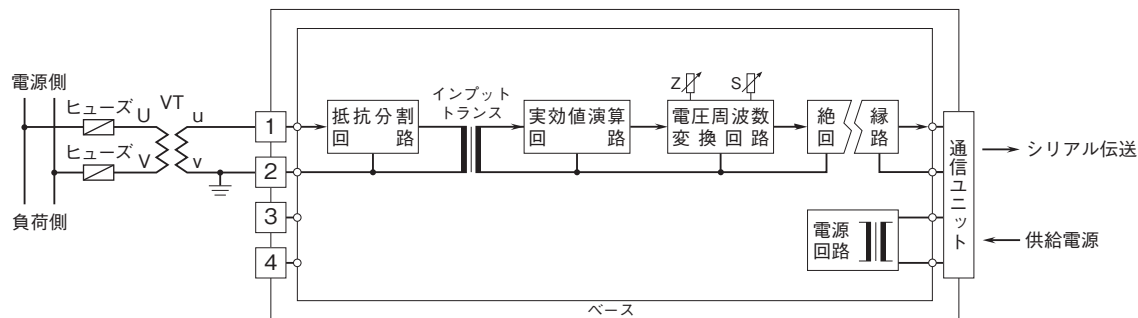 電源側
ヒューズ
U
VT
u
ヒューズ
V
v
負荷側
1
2
3
4
抵抗分割
回路
インプット
トランス
実効値演算
回路
Z
S
電圧周波数
変換回路
絶縁
回路
電源
回路
通信ユニット
シリアル伝送
供給電源
ベース